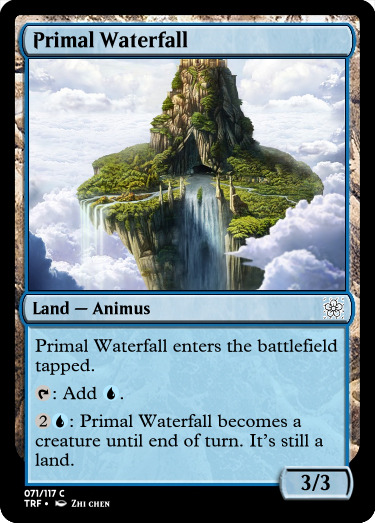 Primal Waterfall
Land — Animus
Primal Waterfall enters the battlefield
tapped.
: Add .
2 : Primal Waterfall becomes a
creature until end of turn. It's still a
land.
3/3
071/117 C
TRF • Zhi chen